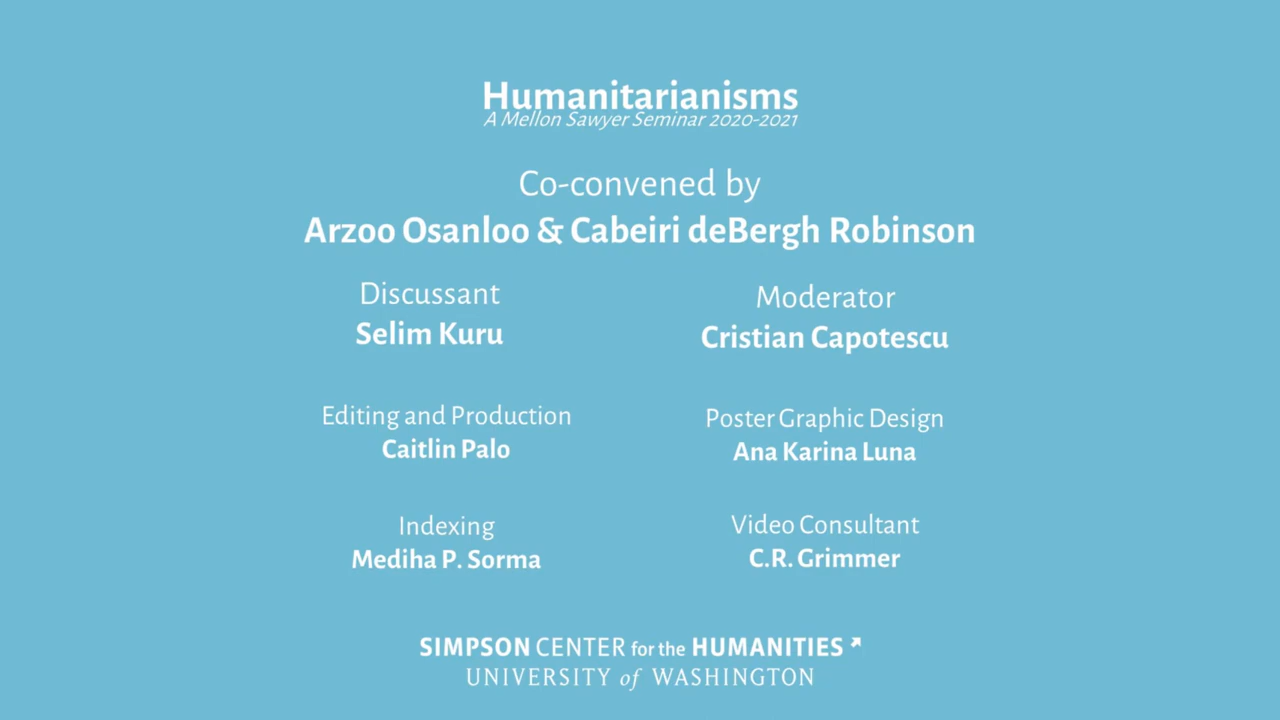 Humanitarianisms
A Mellon Sawyer Seminar 2020-2021
Co-convened by
Arzoo Osanloo & Cabeiri deBergh Robinson
Discussant
Selim Kuru
Moderator
Cristian Capotescu
Editing and Production
Caitlin Palo
Poster Graphic Design
Ana Karina Luna
Indexing
Mediha P. Sorma
Video Consultant
C.R. Grimmer
SIMPSON CENTER for the HUMANITIES
UNIVERSITY of WASHINGTON